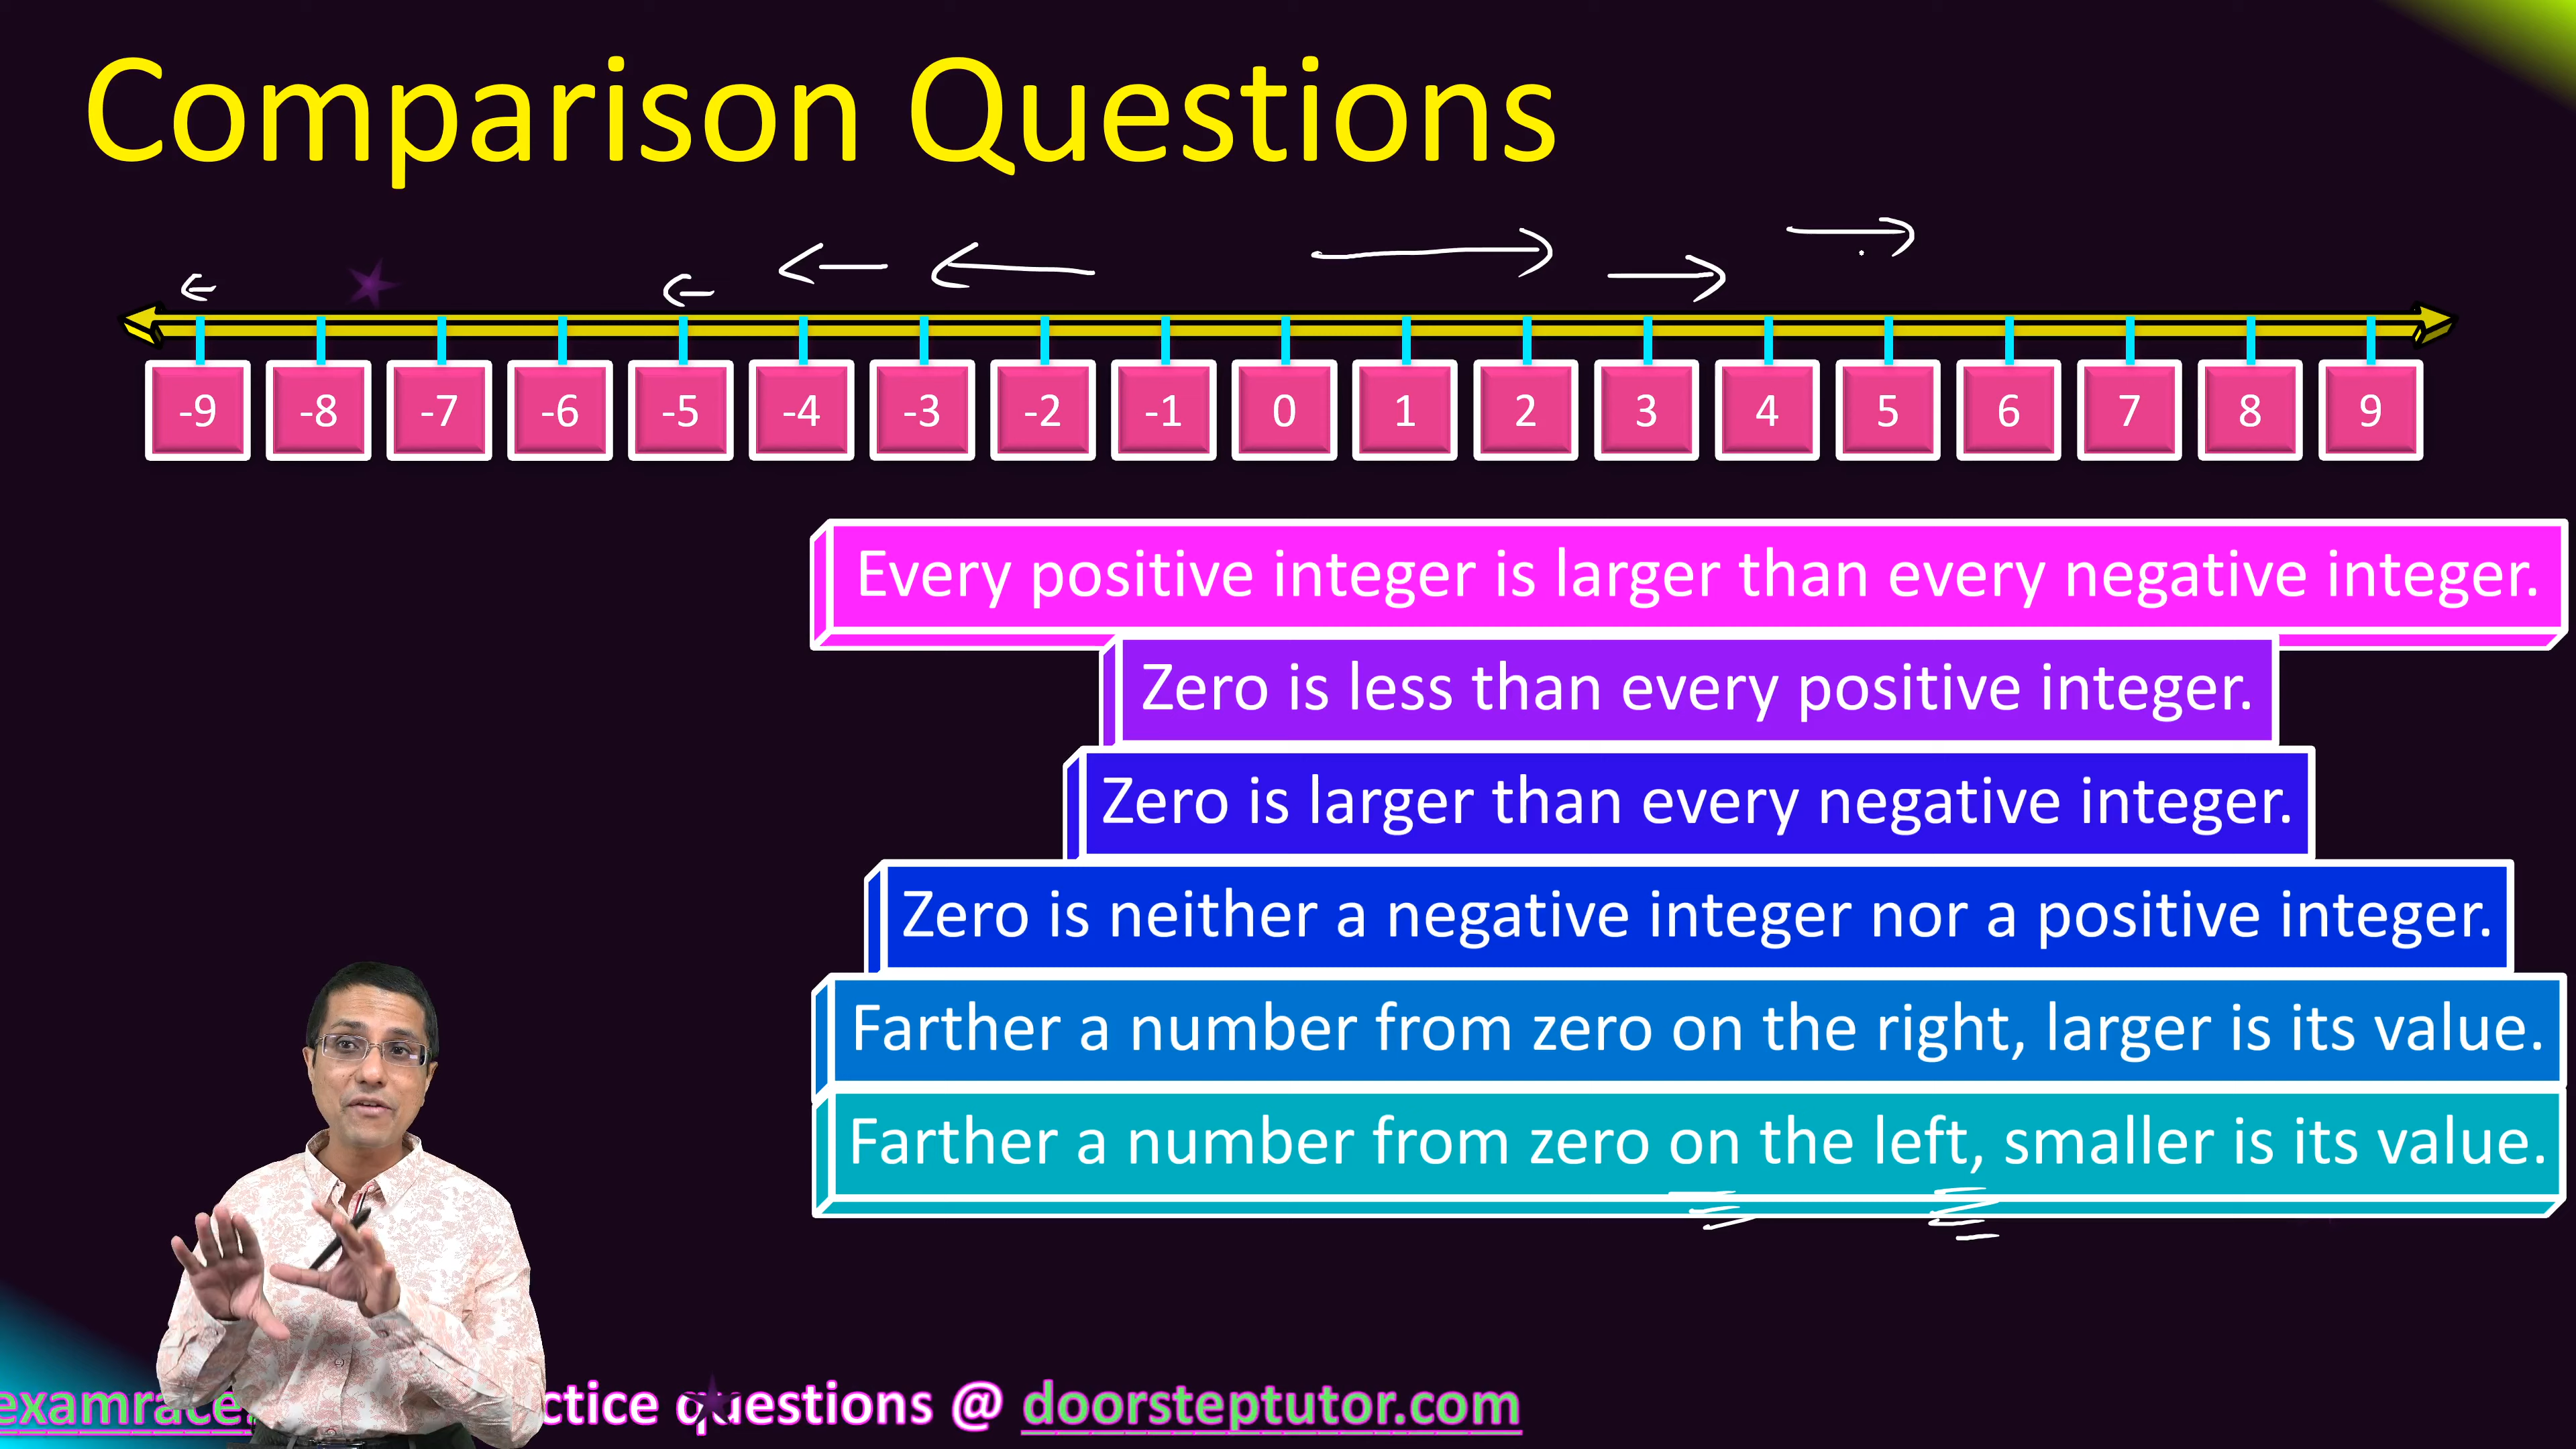 Comparison Questions
-9 -8 -7 -6 -5 -4 -3 -2 -1 0 1 2 3 4 5 6 7 8 9
Every positive integer is larger than every negative integer.
Zero is less than every positive integer.
Zero is larger than every negative integer.
Zero is neither a negative integer nor a positive integer.
Farther a number from zero on the right, larger is its value.
Farther a number from zero on the left, smaller is its value.
examrace. ctice questions @ doorsteptutor.com